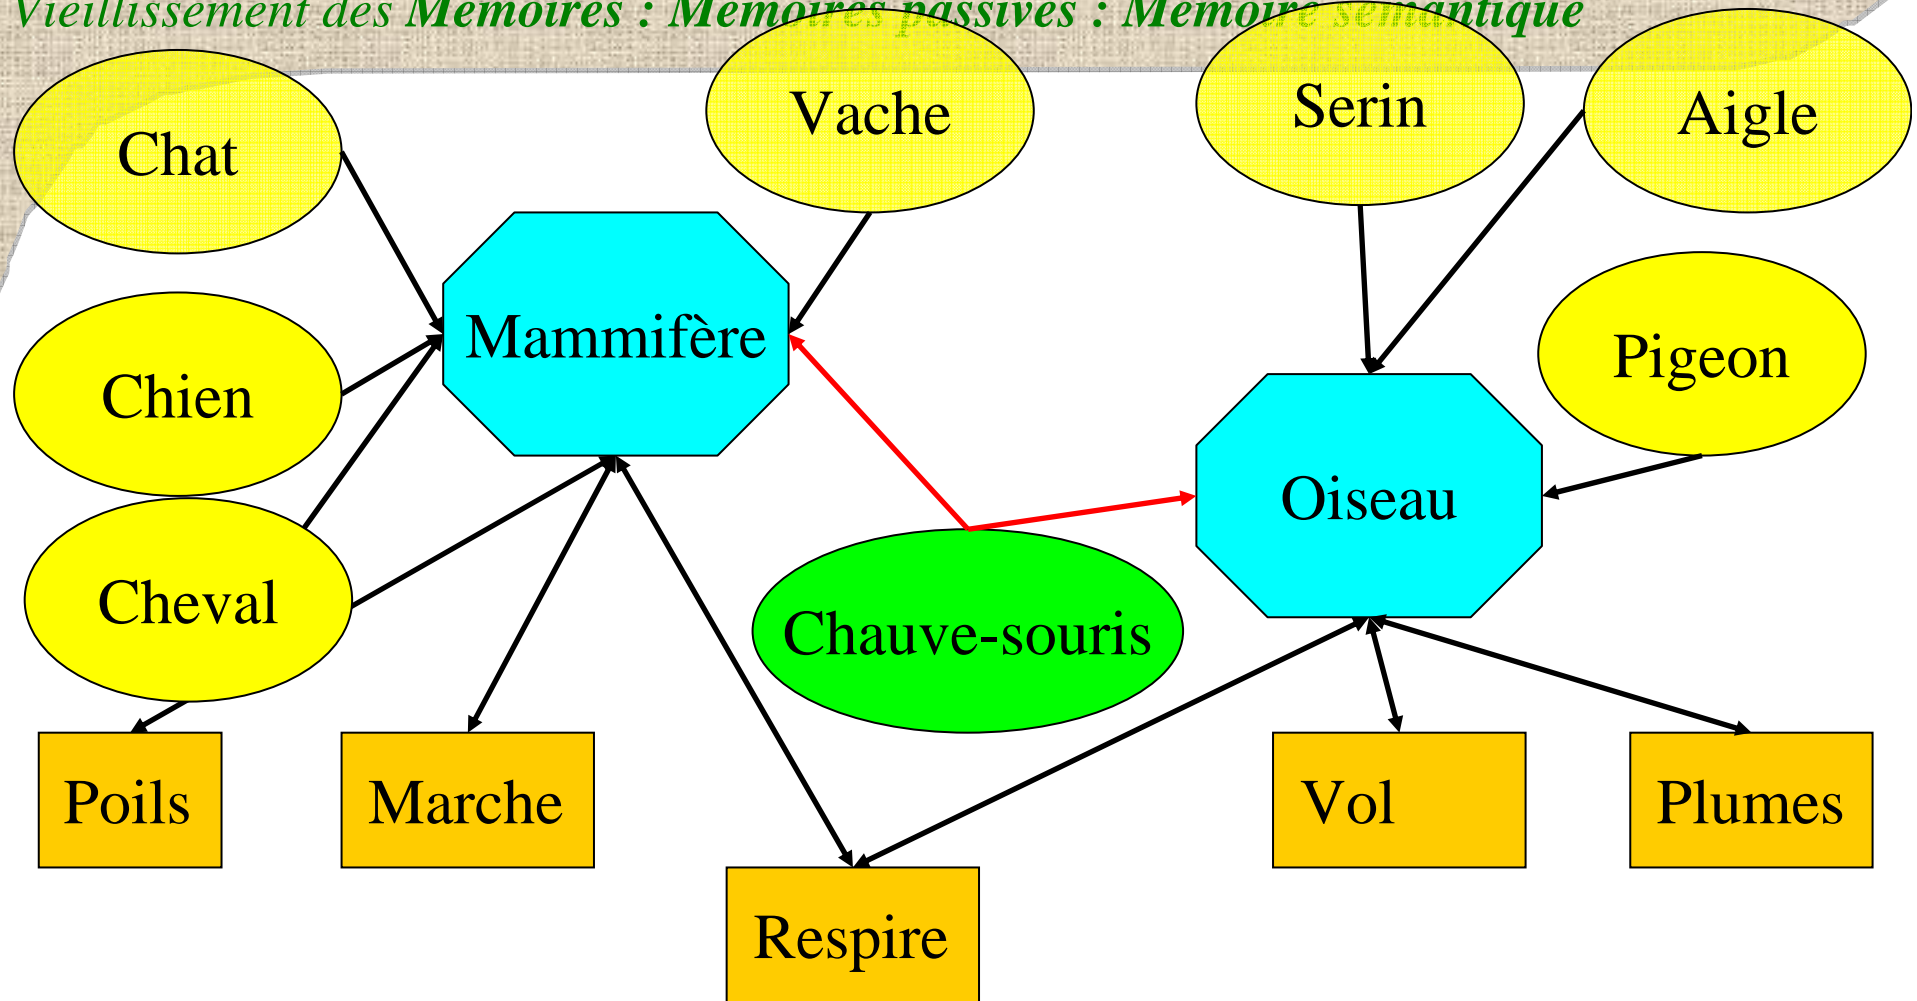 Vieillissement des Mémoires : Mémoires passives : Mémoire sémantique
Chat
Vache
Serin
Aigle
Mammifère
Pigeon
Chien
Oiseau
Cheval
Chauve-souris
Poils
Marche
Vol
Plumes
Respire